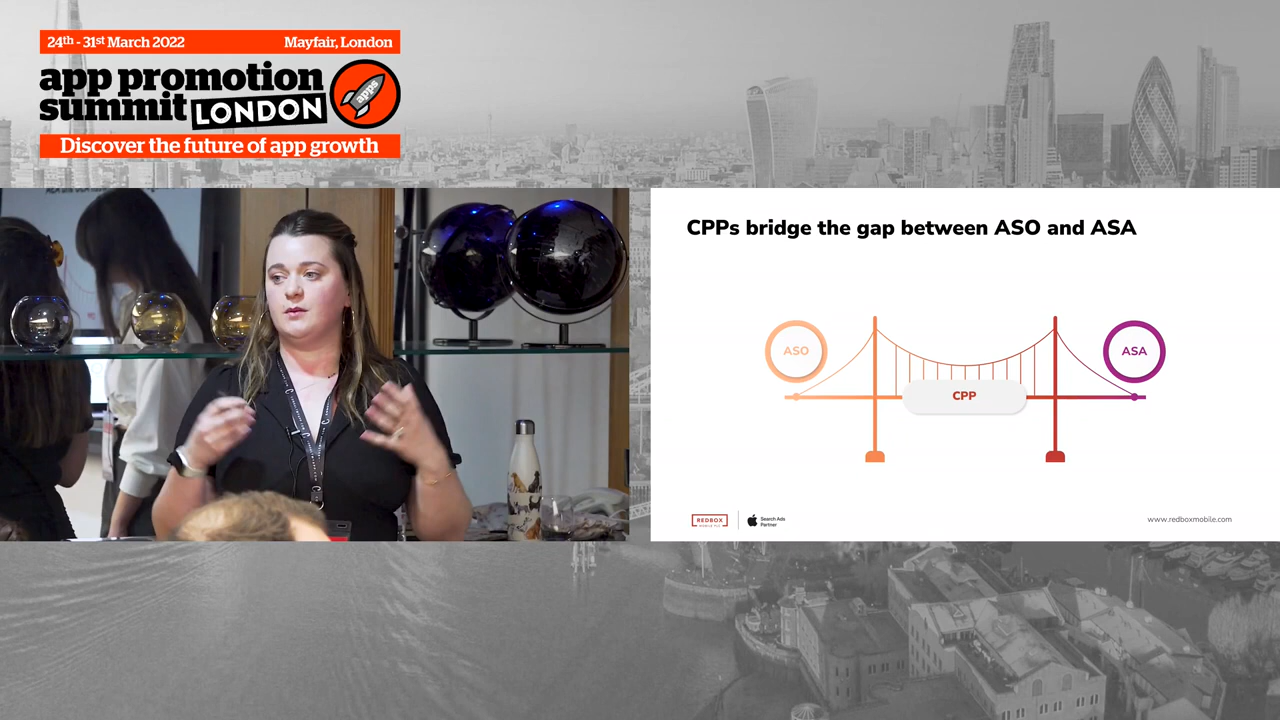 24th - 31st March 2022
Mayfair, London
app promotion
summit LONDON
apps
Discover the future of app growth
CPPs bridge the gap between ASO and ASA
ASO
ASA
CPP
REDBOX
Search Ads
Partner
www.redboxmobile.com